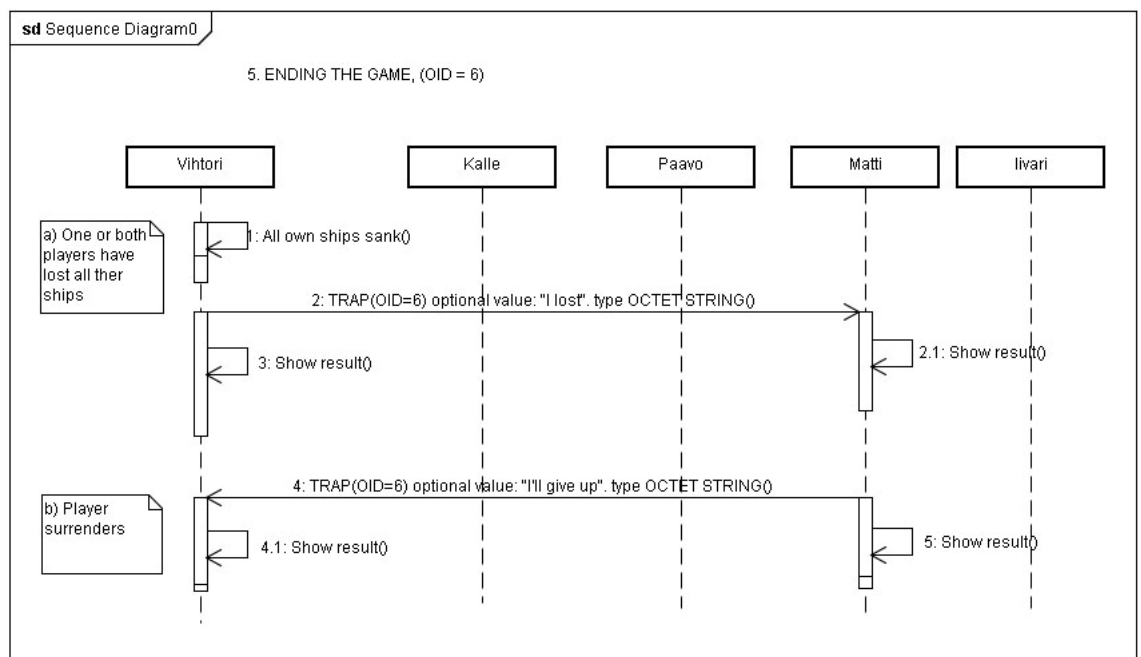 sd Sequence Diagram0
5. ENDING THE GAME, (OID = 6)
Vihtori
Kalle
Paavo
Matti
Iivari
a) One or both
players have
lost all ther
ships
1: All own ships sank()
2: TRAP(OID=6) optional value: "I lost". type OCTET STRING()
3: Show result()
2.1: Show result()
4: TRAP(OID=6) optional value: "I'll give up". type OCTET STRING()
b) Player
surrenders
4.1: Show result()
5: Show result()